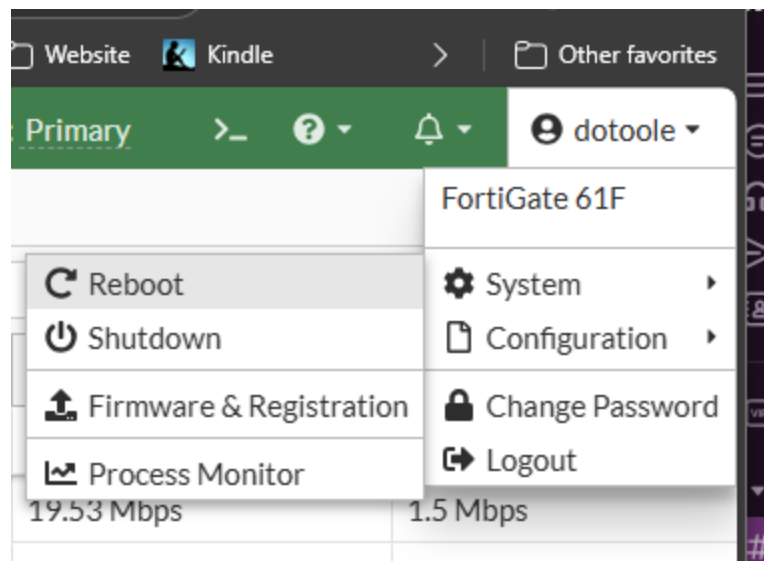 Website Kindle Other favorites
: Primary >_ dotoole
FortiGate 61F
System
Configuration
Change Password
Logout
Reboot
Shutdown
Firmware & Registration
Process Monitor
19.53 Mbps 1.5 Mbps
#